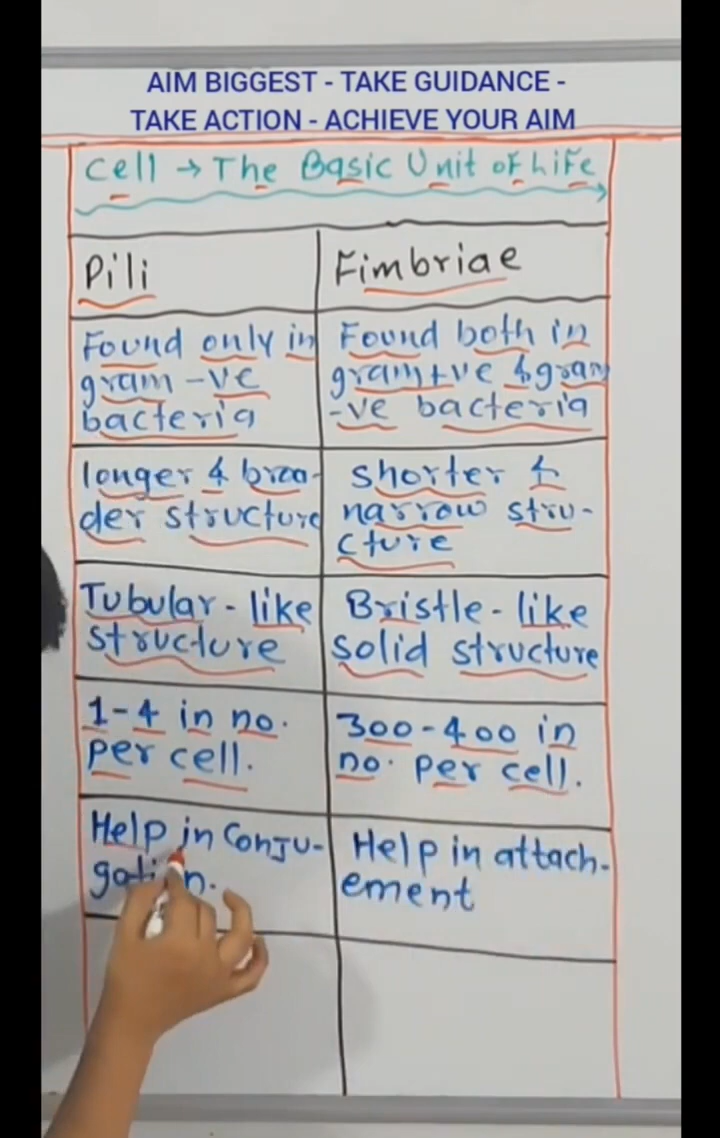 AIM BIGGEST - TAKE GUIDANCE -
TAKE ACTION - ACHIEVE YOUR AIM
Cell → The Basic Unit of Life
Pili
Fimbriae
Found only in
gram -ve
bacteria
Found both in
gram+ve & gram
-ve bacteria
longer & broa-
der structure
shorter &
narrow stru-
cture
Tubular-like
structure
Bristle-like
solid structure
1-4 in no.
per cell.
300-400 in
no. per cell.
Help in Conju-
Help in attach-
ement